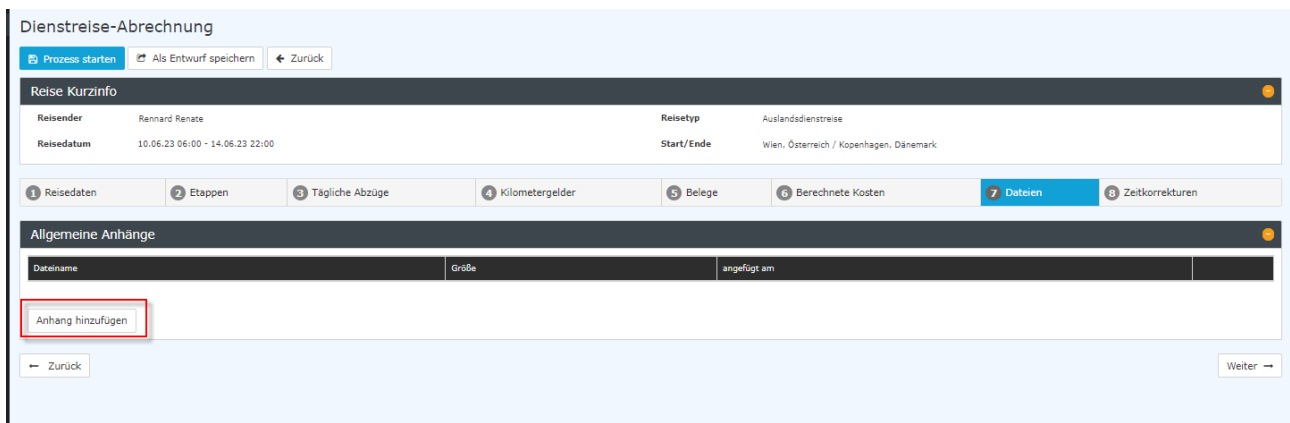 Dienstreise-Abrechnung
Prozess starten Als Entwurf speichern Zurück
Reise Kurzinfo
Reisender Rennard Renate Reisetyp Auslandsdienstreise
Reisedatum 10.06.23 06:00 - 14.06.23 22:00 Start/Ende Wien, Österreich / Kopenhagen, Dänemark
1 Reisedaten 2 Etappen 3 Tägliche Abzüge 4 Kilometergelder 5 Belege 6 Berechnete Kosten 7 Dateien 8 Zeitkorrekturen
Allgemeine Anhänge
Dateiname Größe angefügt am
Anhang hinzufügen
← Zurück Weiter →